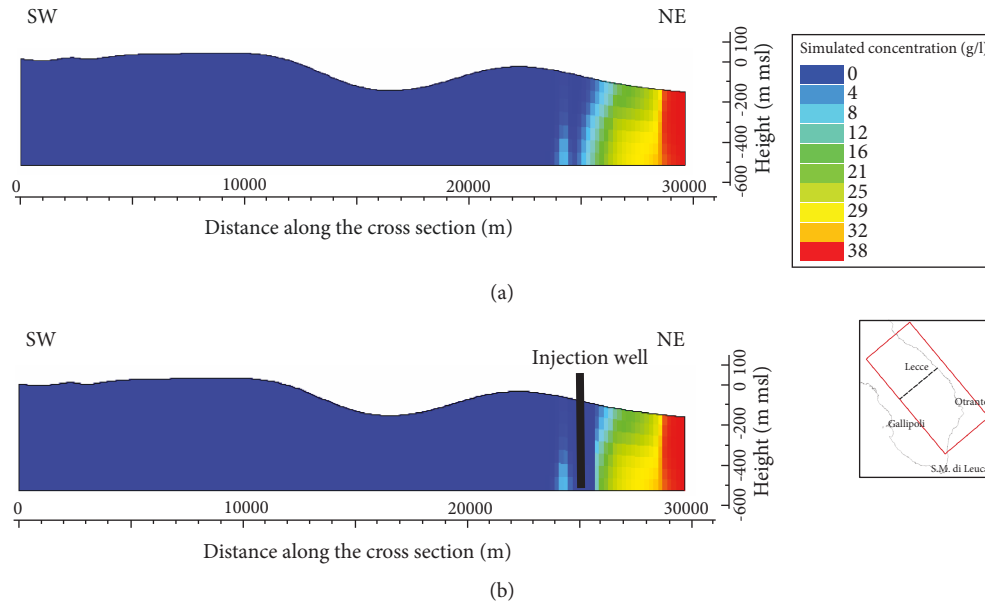 SW
NE
100
0
-200
-400
-600
Height (m msl)
0
10000
20000
30000
Distance along the cross section (m)
(a)
Simulated concentration (g/l)
0
4
8
12
16
21
25
29
32
38
SW
NE
Injection well
100
0
-200
-400
-600
Height (m msl)
0
10000
20000
30000
Distance along the cross section (m)
(b)
Lecce
Otranto
Gallipoli
S.M. di Leuca